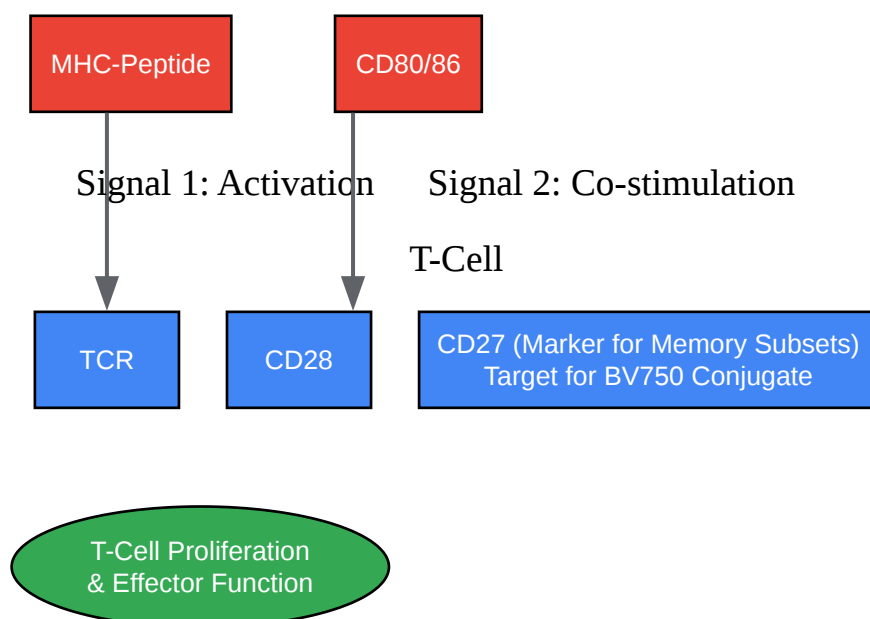 MHC-Peptide
CD80/86
Signal 1: Activation
Signal 2: Co-stimulation
T-Cell
TCR
CD28
CD27 (Marker for Memory Subsets)
Target for BV750 Conjugate
T-Cell Proliferation
& Effector Function